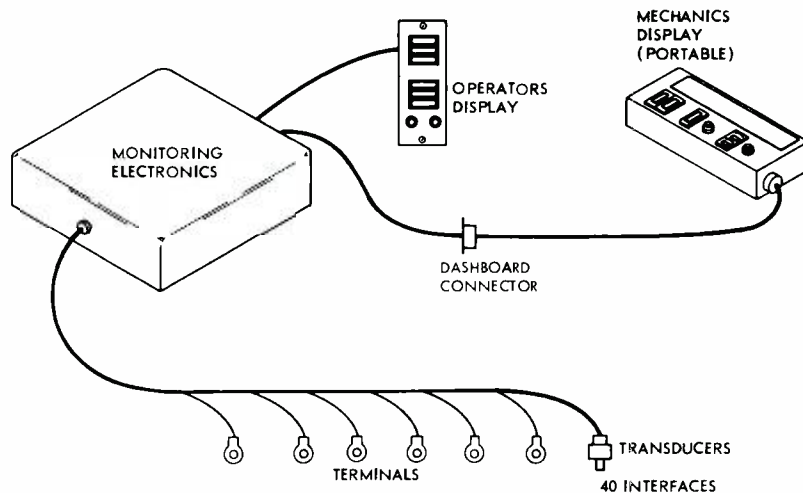 MECHANICS
DISPLAY
(PORTABLE)
OPERATORS
DISPLAY
MONITORING
ELECTRONICS
DASHBOARD
CONNECTOR
TRANSDUCERS
TERMINALS
40 INTERFACES